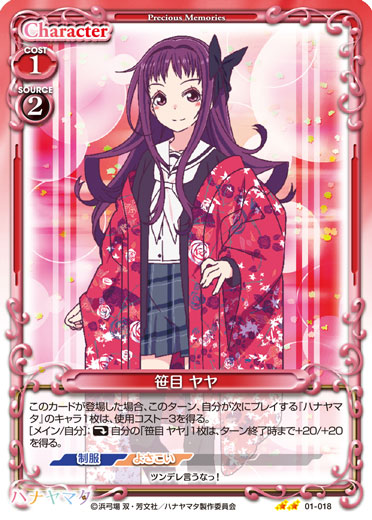 Precious Memories
Character
COST
1
SOURCE
2
笹目 ヤヤ
このカードが登場した場合、このターン、自分が次にプレイする「ハナヤマ
タ」のキャラ1枚は、使用コスト－3を得る。
[メイン/自分]: 自分の「笹目 ヤヤ」1枚は、ターン終了時まで+20/+20
を得る。
制服 よさこい
ツンデレ言うなっ!
ハナヤマタ
©浜弓場 双・芳文社／ハナヤマタ製作委員会
01-018